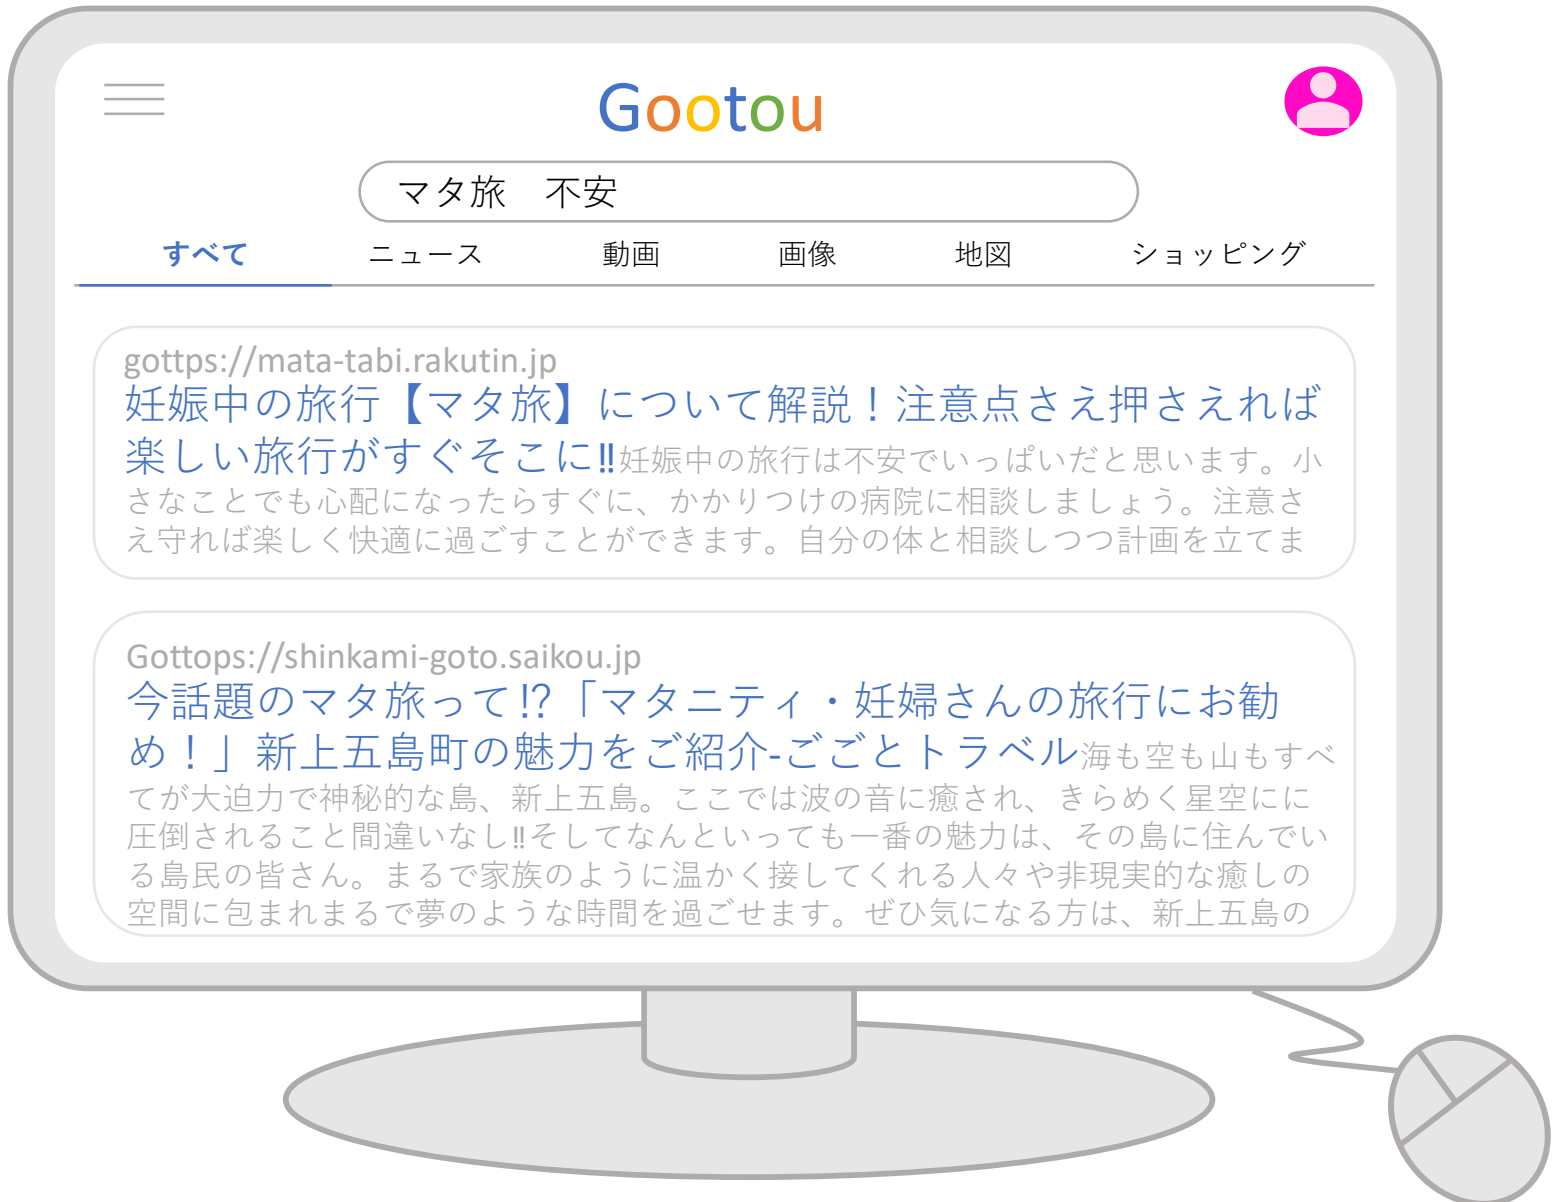 Gootou
マタ旅　不安
すべて　ニュース　動画　画像　地図　ショッピング
gottps://mata-tabi.rakutin.jp
妊娠中の旅行【マタ旅】について解説！注意点さえ押さえれば
楽しい旅行がすぐそこに‼妊娠中の旅行は不安でいっぱいだと思います。小
さなことでも心配になったらすぐに、かかりつけの病院に相談しましょう。注意さ
え守れば楽しく快適に過ごすことができます。自分の体と相談しつつ計画を立てま
Gottops://shinkami-goto.saikou.jp
今話題のマタ旅って⁉「マタニティ・妊婦さんの旅行にお勧
め！」新上五島町の魅力をご紹介-ごごとトラベル海も空も山もすべ
てが大迫力で神秘的な島、新上五島。ここでは波の音に癒され、きらめく星空にに
圧倒されること間違いなし‼そしてなんといっても一番の魅力は、その島に住んでい
る島民の皆さん。まるで家族のように温かく接してくれる人々や非現実的な癒しの
空間に包まれまるで夢のような時間を過ごせます。ぜひ気になる方は、新上五島の